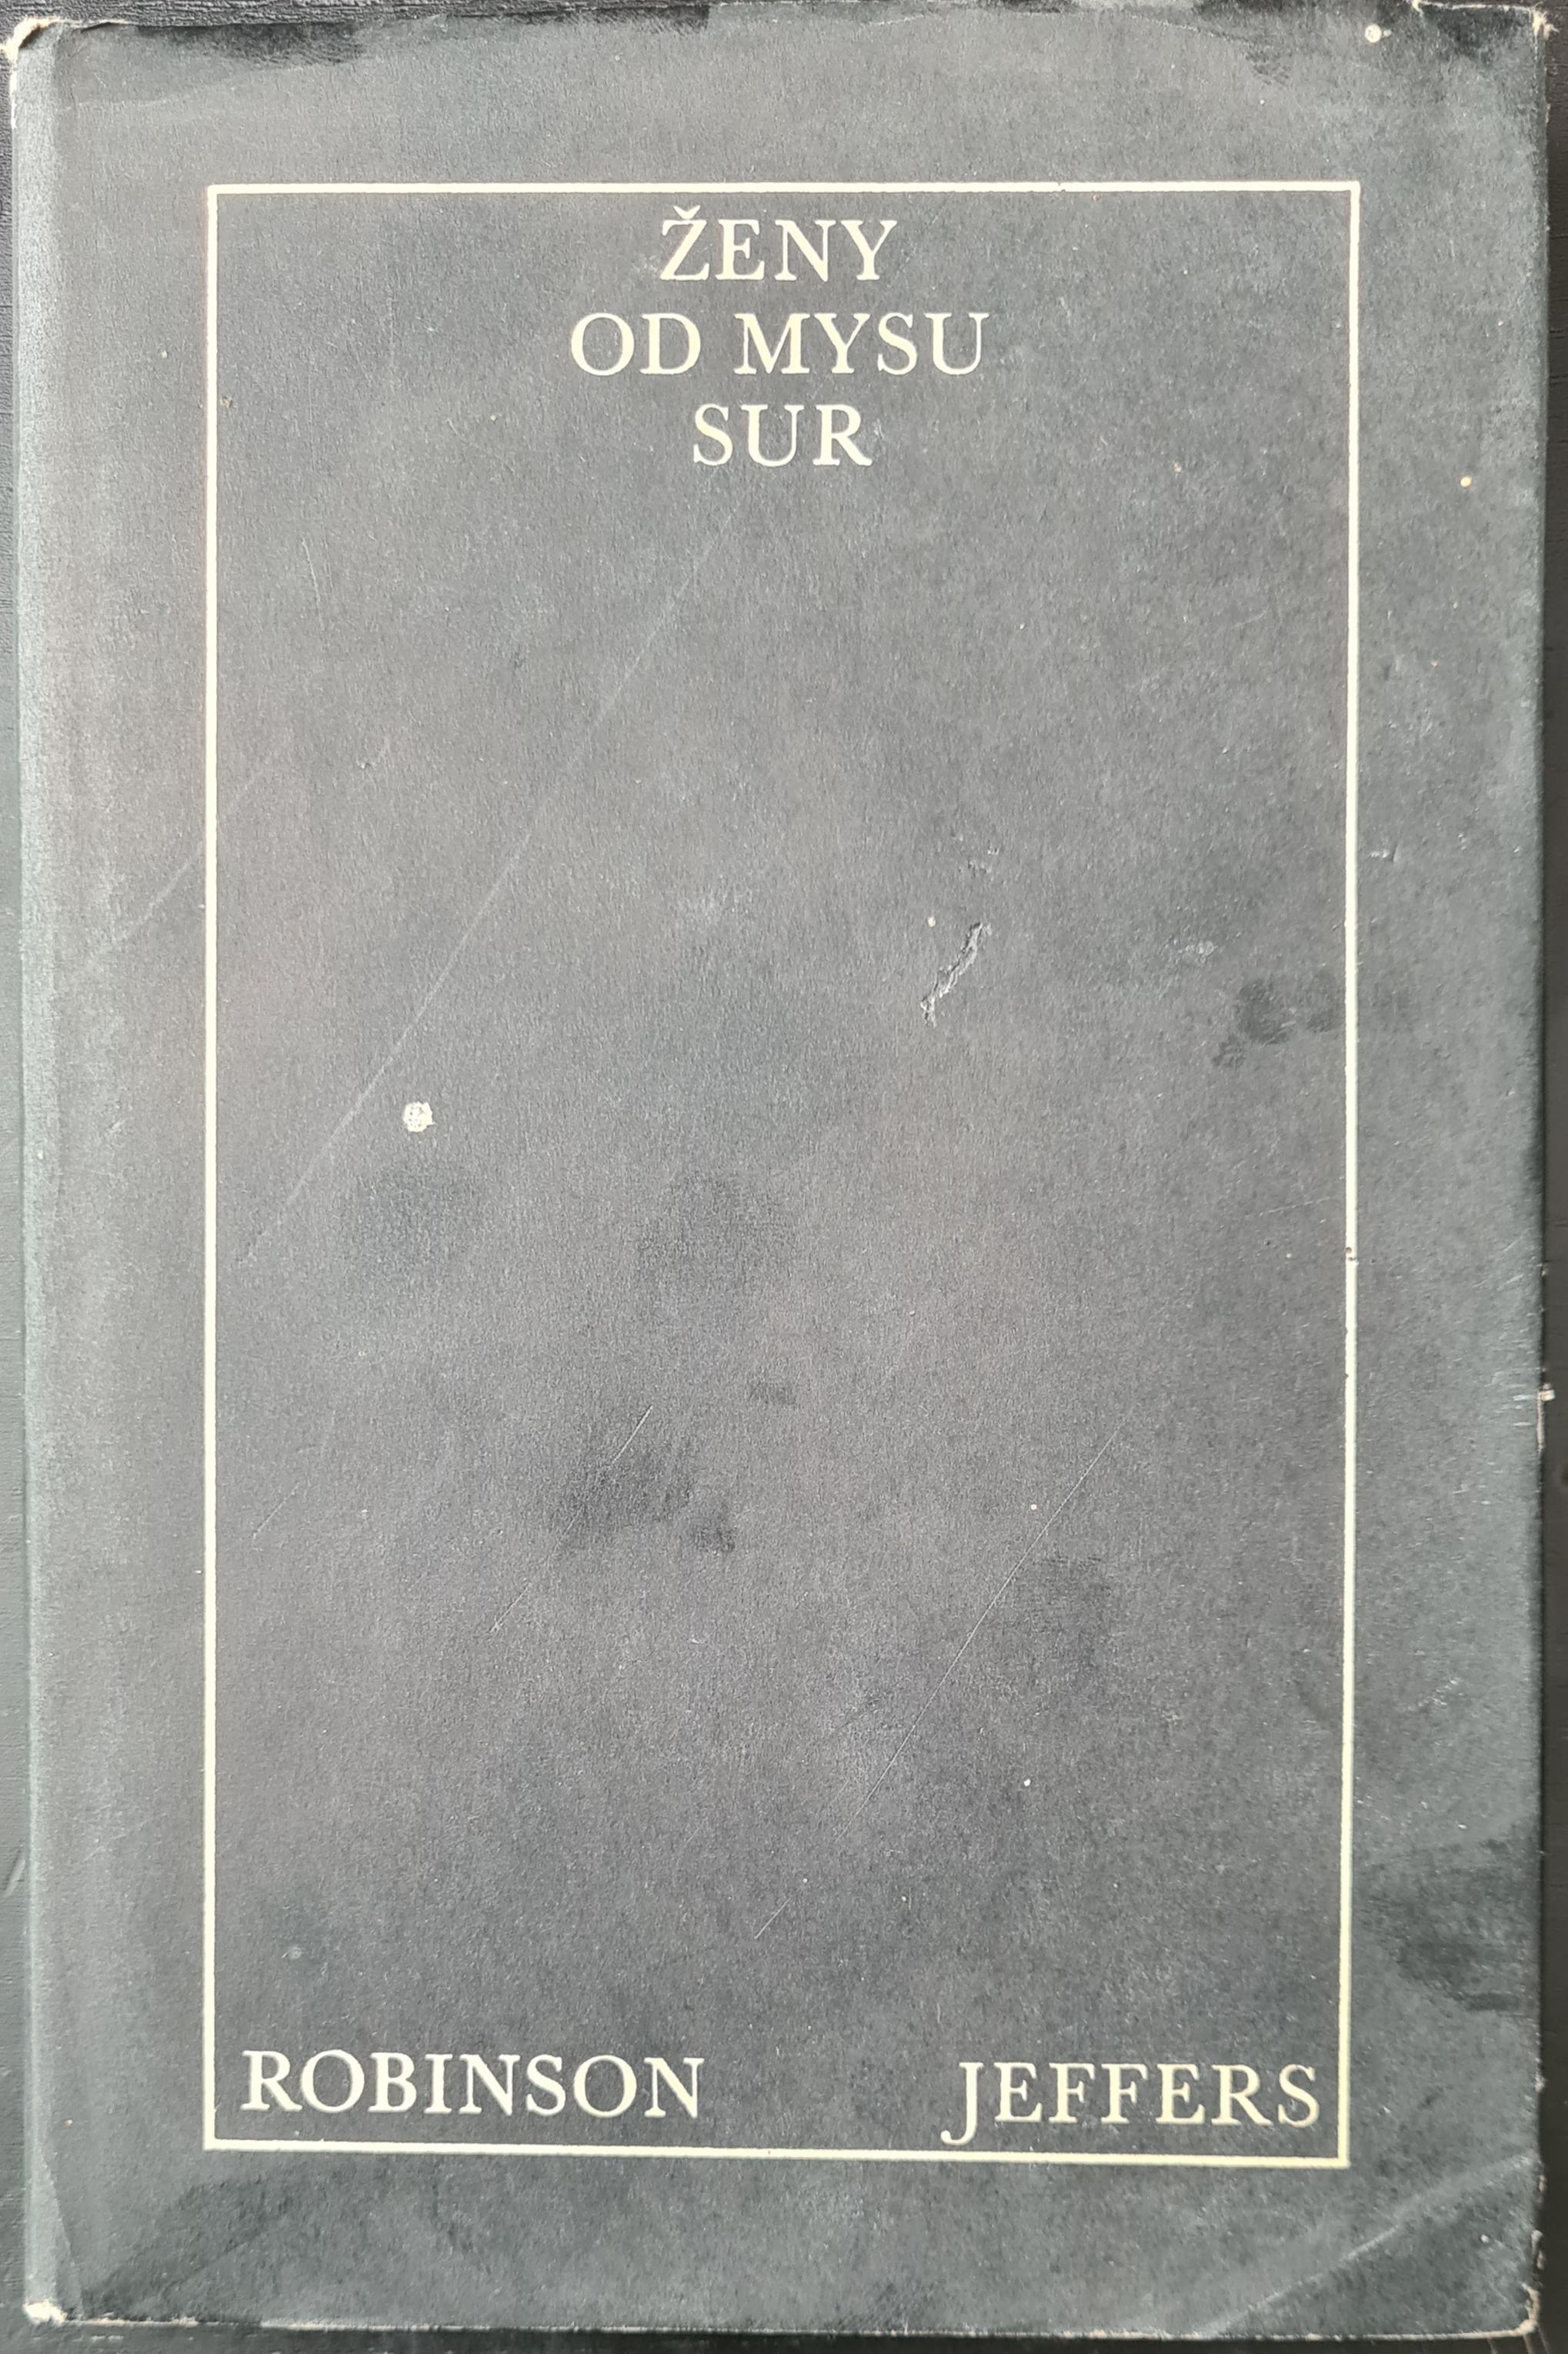 ŽENY
OD MYSU
SUR
ROBINSON JEFFERS